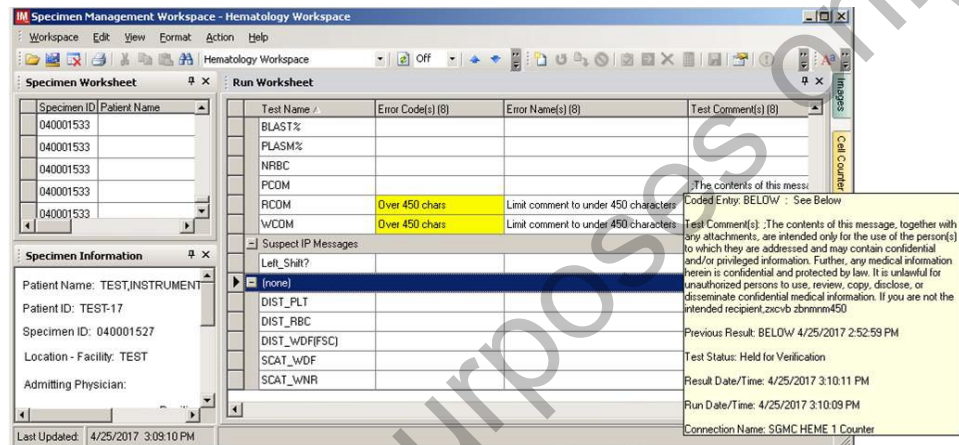 IM Specimen Management Workspace - Hematology Workspace
Workspace Edit View Format Action Help
Hematology Workspace Off
Specimen Worksheet
Run Worksheet
Images
Cell Counter
Specimen ID Patient Name
040001533
040001533
040001533
040001533
040001533
Test Name Error Code(s) (8) Error Name(s) (8) Test Comment(s) (8)
BLAST%
PLASM%
NRBC
PCOM ;The contents of this messa
RCOM Over 450 chars Limit comment to under 450 characters
WCOM Over 450 chars Limit comment to under 450 characters
Suspect IP Messages
Left_Shift?
(none)
DIST_PLT
DIST_RBC
DIST_WDF(FSC)
SCAT_WDF
SCAT_WNR
Specimen Information
Patient Name: TEST,INSTRUMENT
Patient ID: TEST-17
Specimen ID: 040001527
Location - Facility: TEST
Admitting Physician:
Coded Entry: BELOW : See Below
Test Comment(s): ;The contents of this message, together with
any attachments, are intended only for the use of the person(s)
to which they are addressed and may contain confidential
and/or privileged information. Further, any medical information
herein is confidential and protected by law. It is unlawful for
unauthorized persons to use, review, copy, disclose, or
disseminate confidential medical information. If you are not the
intended recipient,zxcvb zbnmnm450
Previous Result: BELOW 4/25/2017 2:52:59 PM
Test Status: Held for Verification
Result Date/Time: 4/25/2017 3:10:11 PM
Run Date/Time: 4/25/2017 3:10:09 PM
Connection Name: SGMC HEME 1 Counter
Last Updated: 4/25/2017 3:09:10 PM
urposes on